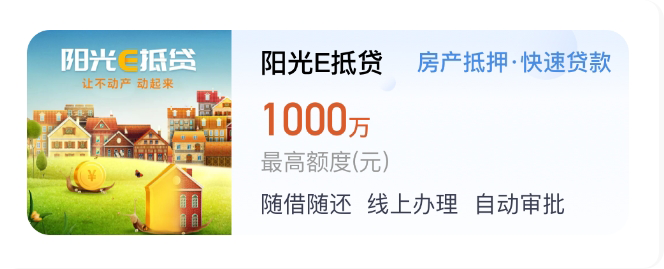 阳光E抵贷
让不动产 动起来
¥
阳光E抵贷 房产抵押·快速贷款
1000万
最高额度(元)
随借随还 线上办理 自动审批